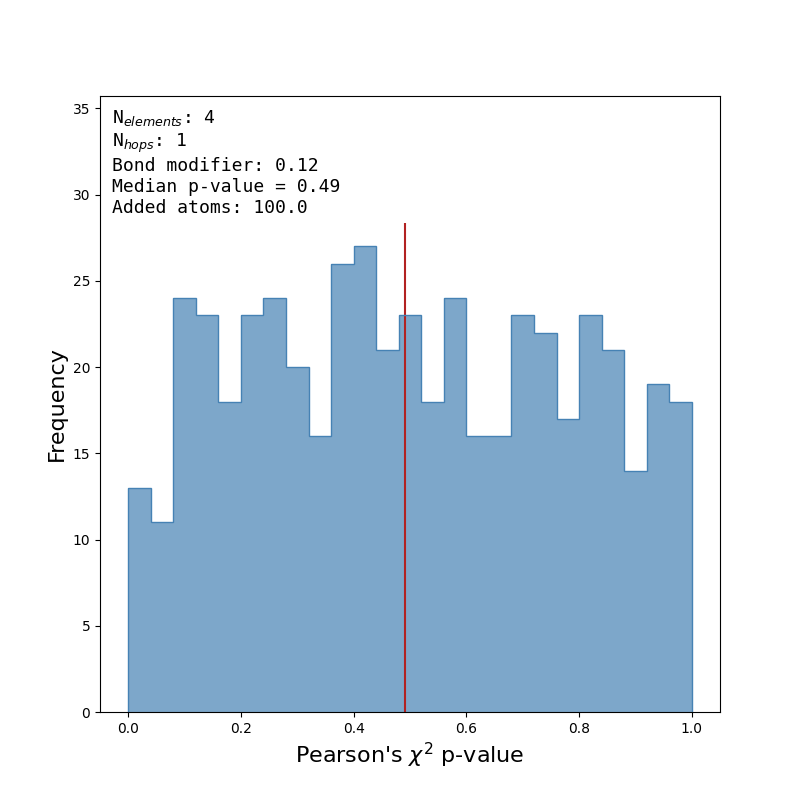 N_elements: 4
N_hops: 1
Bond modifier: 0.12
Median p-value = 0.49
Added atoms: 100.0
35
30
25
20
15
10
5
0
Frequency
0.0 0.2 0.4 0.6 0.8 1.0
Pearson's χ² p-value